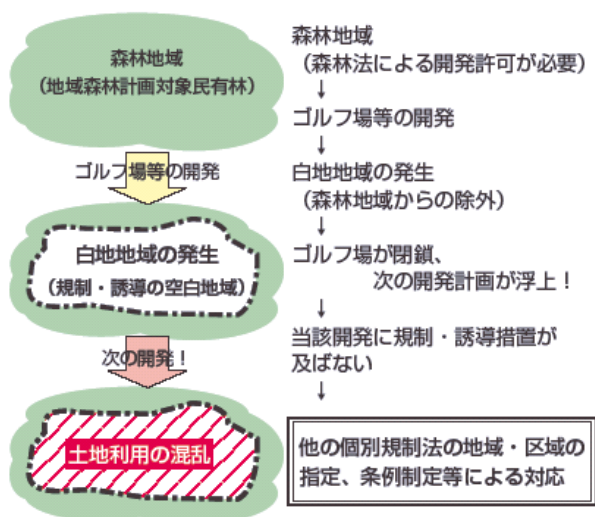 森林地域
（地域森林計画対象民有林）
ゴルフ場等の開発
白地地域の発生
（規制・誘導の空白地域）
次の開発！
土地利用の混乱
森林地域
（森林法による開発許可が必要）
↓
ゴルフ場等の開発
↓
白地地域の発生
（森林地域からの除外）
↓
ゴルフ場が閉鎖、
次の開発計画が浮上！
↓
当該開発に規制・誘導措置が
及ばない
↓
他の個別規制法の地域・区域の
指定、条例制定等による対応